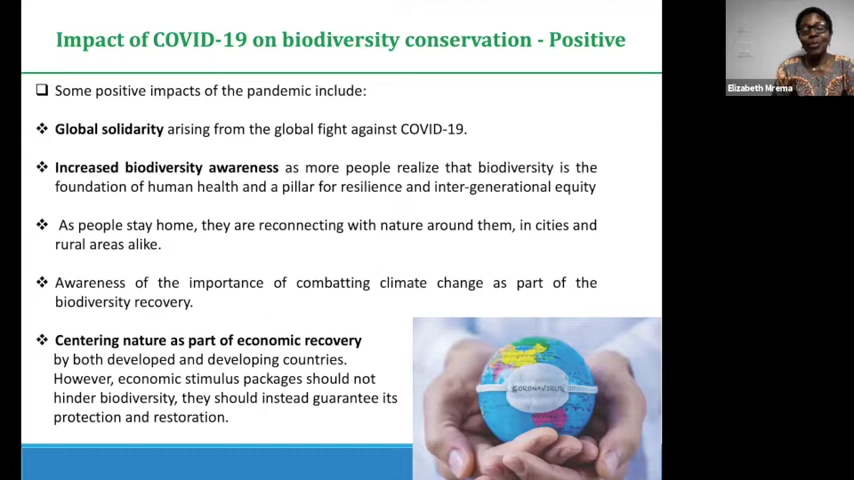 Impact of COVID-19 on biodiversity conservation - Positive
Elizabeth Mrema
❑ Some positive impacts of the pandemic include:
❖ Global solidarity arising from the global fight against COVID-19.
❖ Increased biodiversity awareness as more people realize that biodiversity is the
foundation of human health and a pillar for resilience and inter-generational equity
❖ As people stay home, they are reconnecting with nature around them, in cities and
rural areas alike.
❖ Awareness of the importance of combatting climate change as part of the
biodiversity recovery.
❖ Centering nature as part of economic recovery
by both developed and developing countries.
However, economic stimulus packages should not
hinder biodiversity, they should instead guarantee its
protection and restoration.
CORONAVIRUS